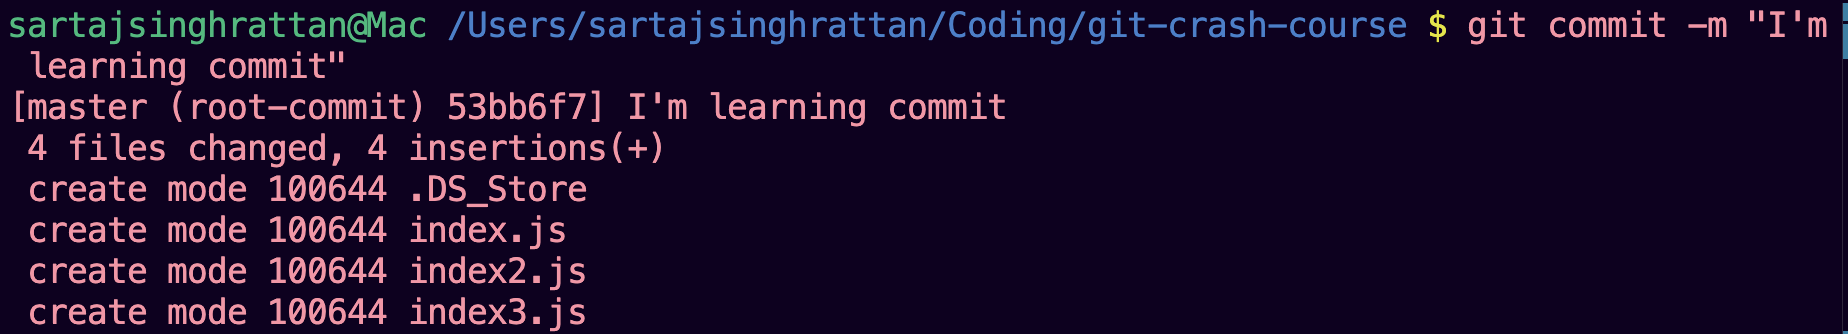 sartajsinghrattan@Mac /Users/sartajsinghrattan/Coding/git-crash-course $ git commit -m "I'm
learning commit"
[master (root-commit) 53bb6f7] I'm learning commit
4 files changed, 4 insertions(+)
create mode 100644 .DS_Store
create mode 100644 index.js
create mode 100644 index2.js
create mode 100644 index3.js